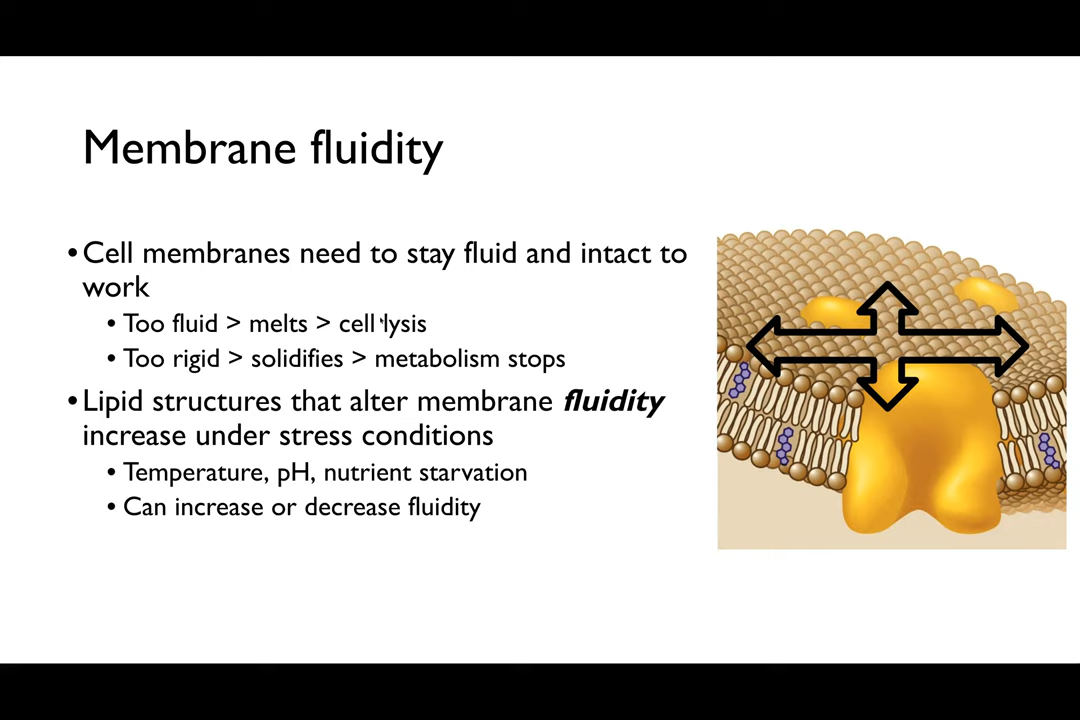 Membrane fluidity
•Cell membranes need to stay fluid and intact to
work
• Too fluid > melts > cell lysis
• Too rigid > solidifies > metabolism stops
•Lipid structures that alter membrane fluidity
increase under stress conditions
• Temperature, pH, nutrient starvation
• Can increase or decrease fluidity